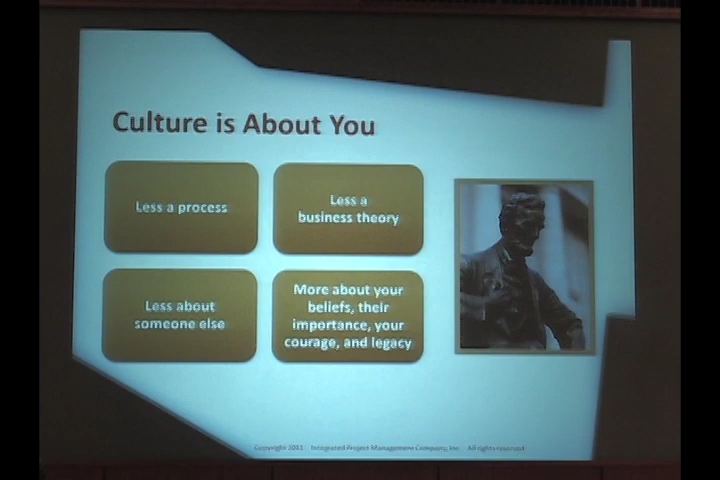 Culture is About You
Less a process
Less a
business theory
Less about
someone else
More about your
beliefs, their
importance, your
courage, and legacy
Copyright 2011 Integrated Project Management Company, Inc. All rights reserved